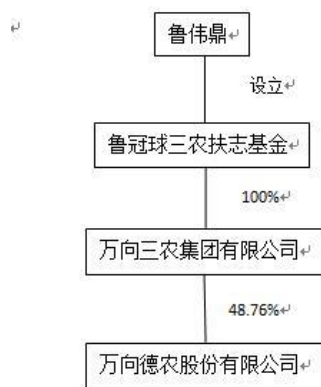 鲁伟鼎
设立
鲁冠球三农扶志基金
100%
万向三农集团有限公司
48.76%
万向德农股份有限公司